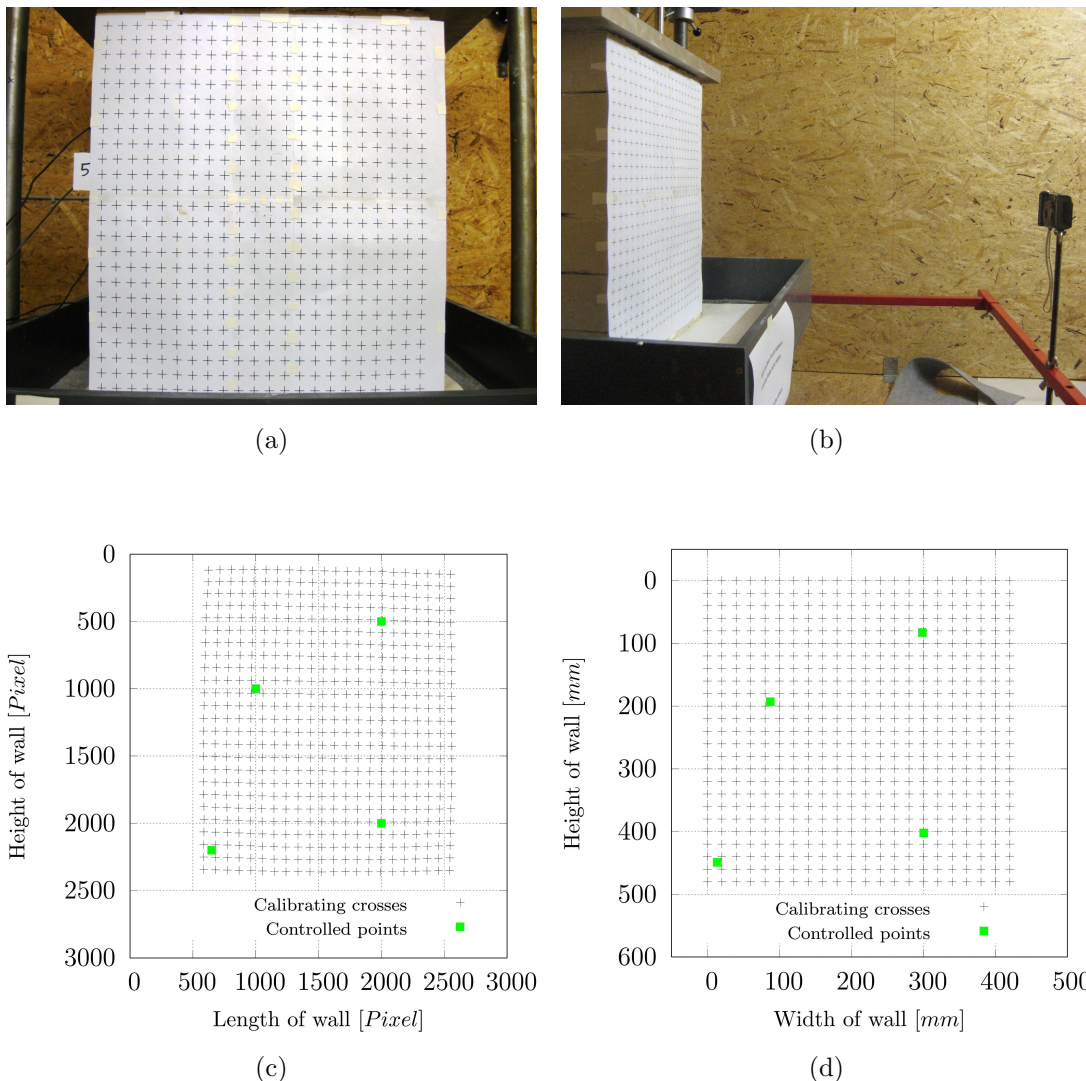 5
(a)
(b)
0
500
1000
1500
2000
2500
3000
Height of wall [Pixel]
Calibrating crosses
Controlled points
0 500 1000 1500 2000 2500 3000
Length of wall [Pixel]
(c)
0
100
200
300
400
500
600
Height of wall [mm]
Calibrating crosses
Controlled points
0 100 200 300 400 500
Width of wall [mm]
(d)